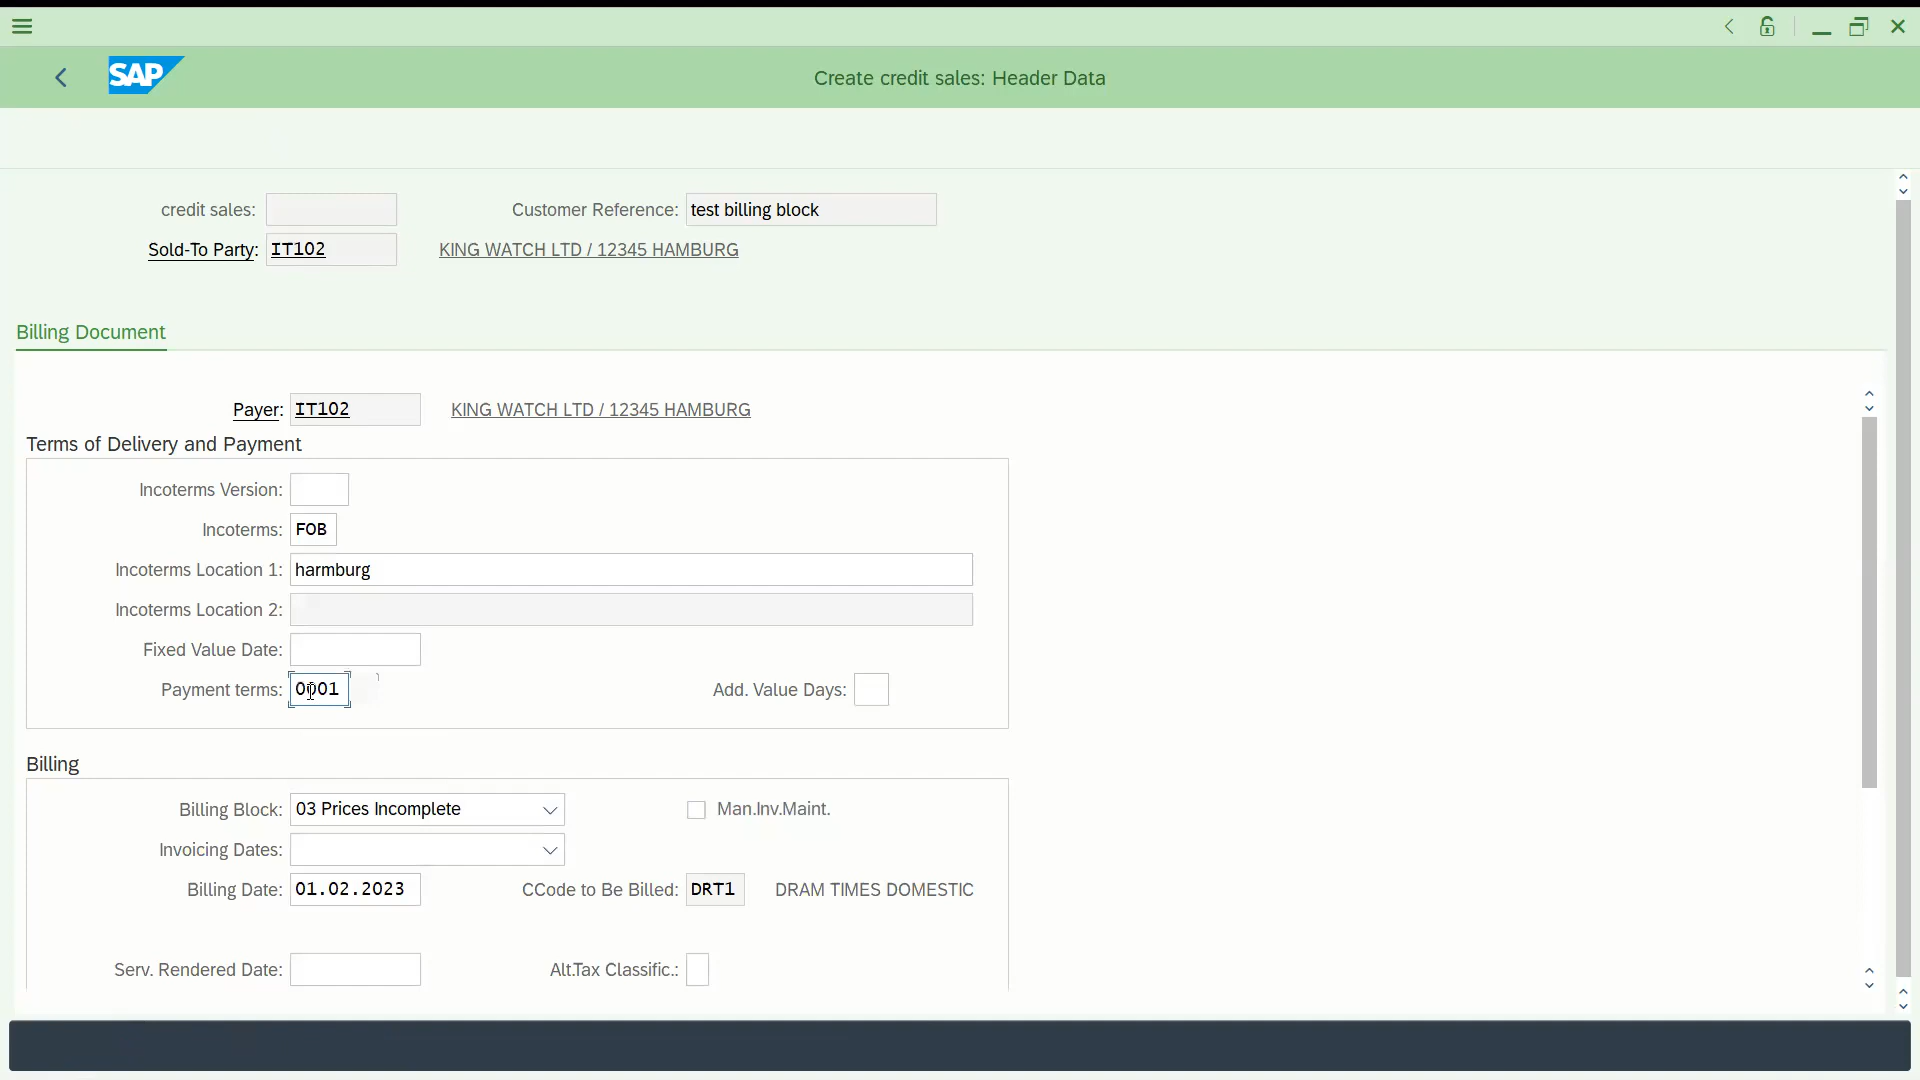 SAP
Create credit sales: Header Data
credit sales:
Customer Reference: test billing block
Sold-To Party: IT102 KING WATCH LTD / 12345 HAMBURG
Billing Document
Payer: IT102 KING WATCH LTD / 12345 HAMBURG
Terms of Delivery and Payment
Incoterms Version:
Incoterms: FOB
Incoterms Location 1: harmburg
Incoterms Location 2:
Fixed Value Date:
Payment terms: 0001 Add. Value Days:
Billing
Billing Block: 03 Prices Incomplete Man.Inv.Maint.
Invoicing Dates:
Billing Date: 01.02.2023 CCode to Be Billed: DRT1 DRAM TIMES DOMESTIC
Serv. Rendered Date: Alt.Tax Classific.: